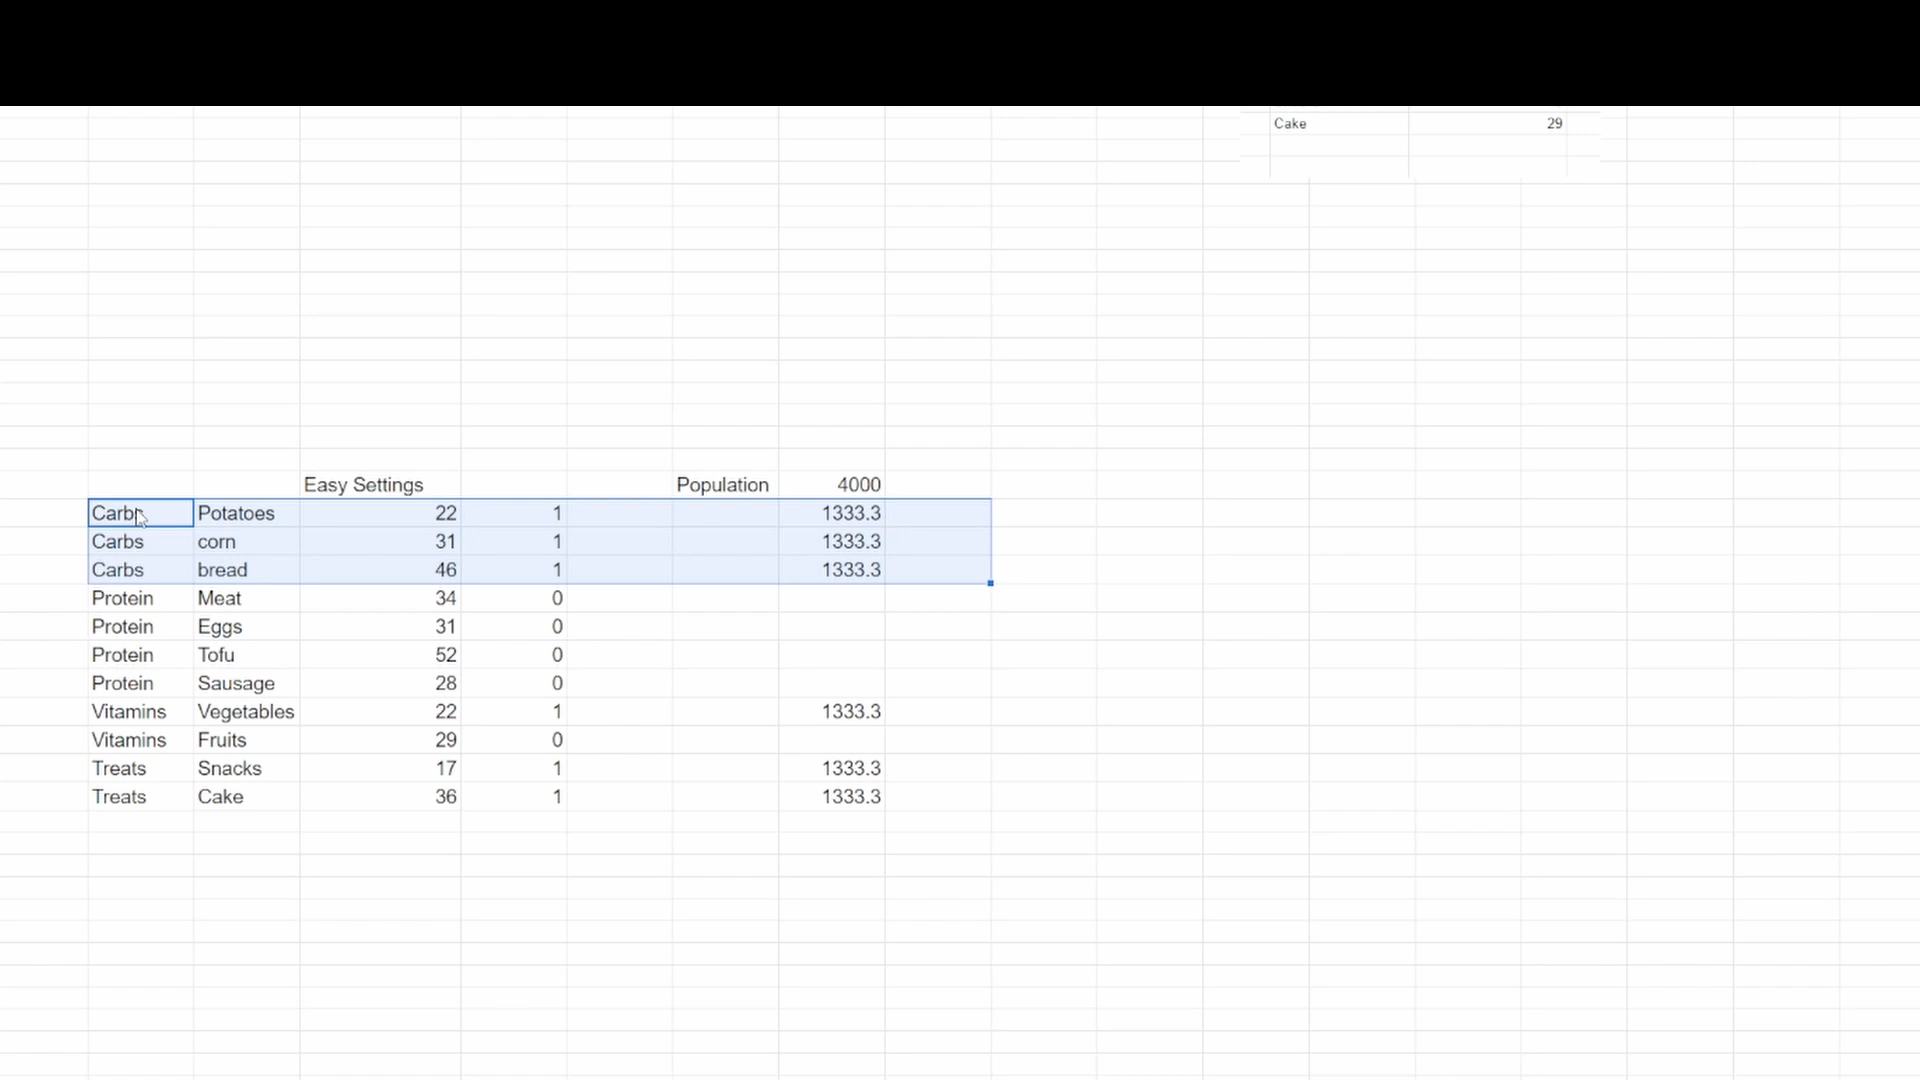 Cake 29
Easy Settings Population 4000
Carbs Potatoes 22 1 1333.3
Carbs corn 31 1 1333.3
Carbs bread 46 1 1333.3
Protein Meat 34 0
Protein Eggs 31 0
Protein Tofu 52 0
Protein Sausage 28 0
Vitamins Vegetables 22 1 1333.3
Vitamins Fruits 29 0
Treats Snacks 17 1 1333.3
Treats Cake 36 1 1333.3